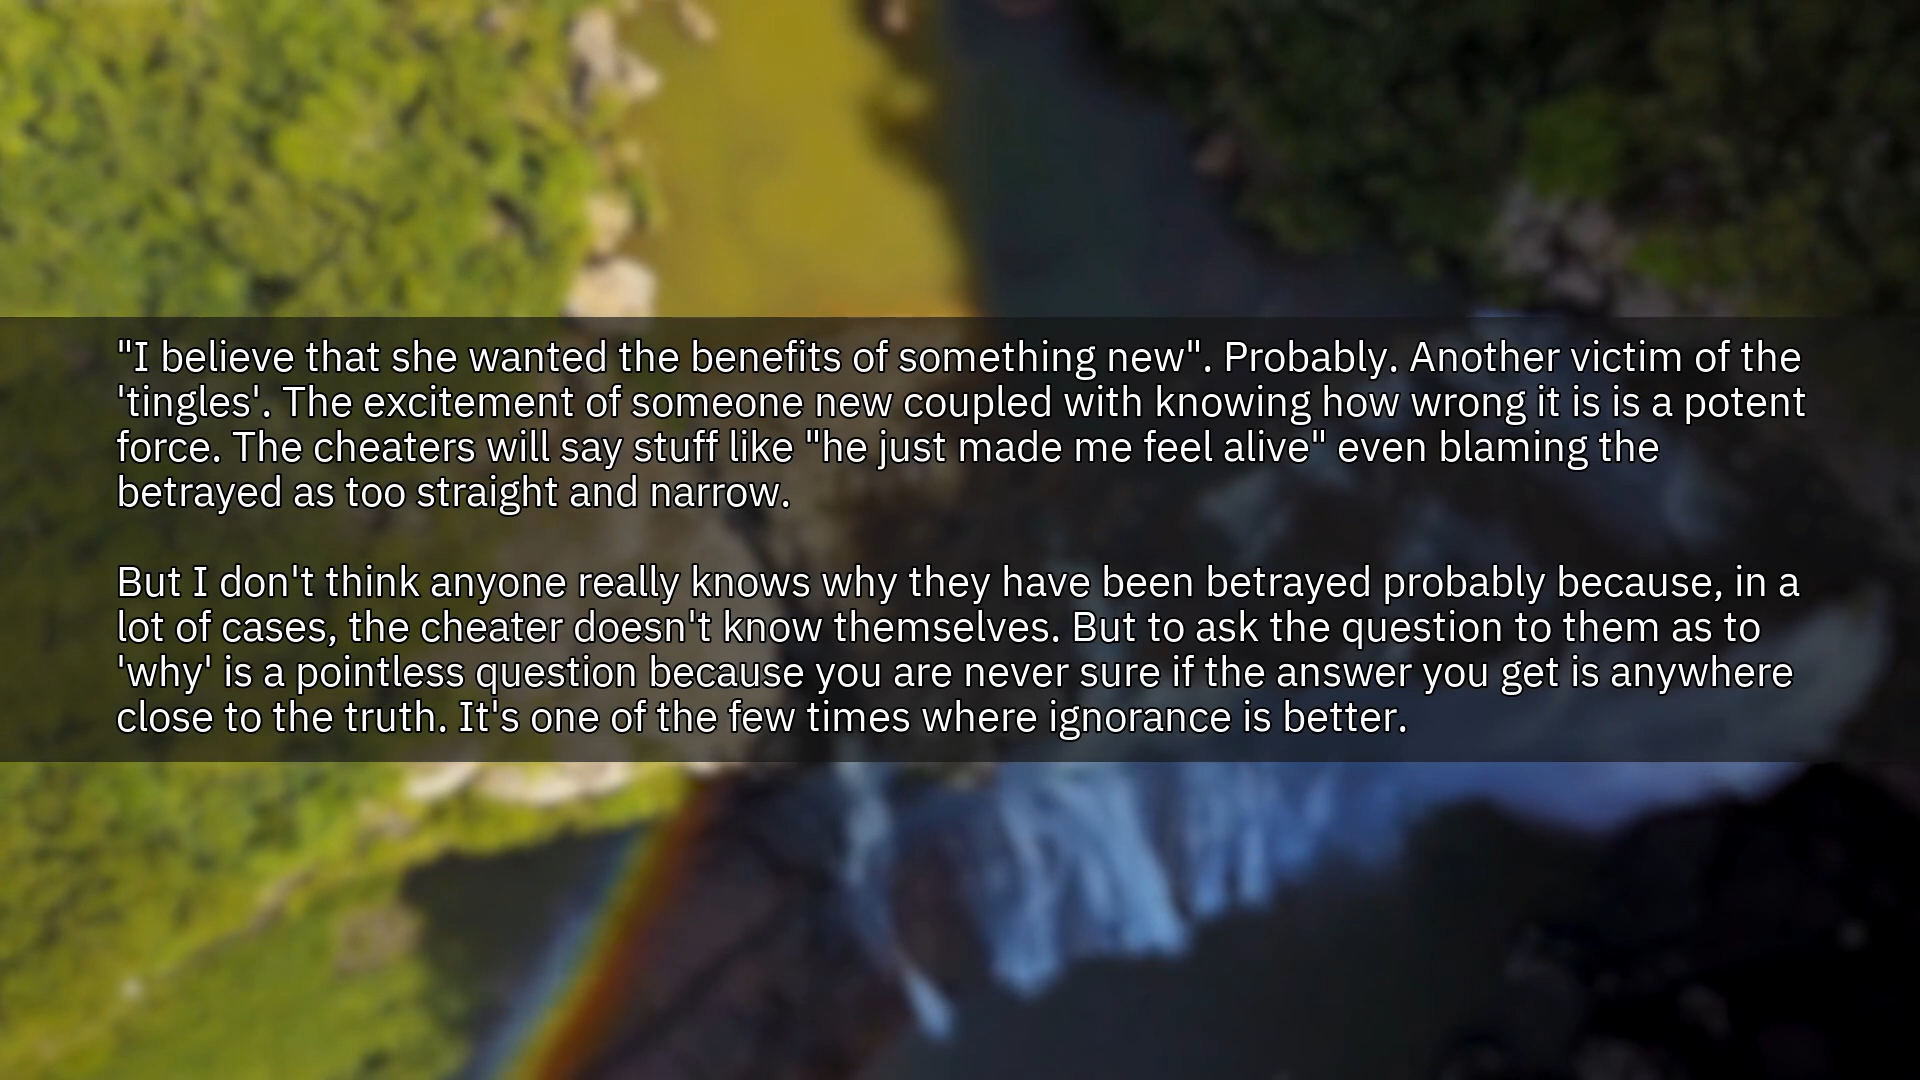 "I believe that she wanted the benefits of something new". Probably. Another victim of the
'tingles'. The excitement of someone new coupled with knowing how wrong it is is a potent
force. The cheaters will say stuff like "he just made me feel alive" even blaming the
betrayed as too straight and narrow.
But I don't think anyone really knows why they have been betrayed probably because, in a
lot of cases, the cheater doesn't know themselves. But to ask the question to them as to
'why' is a pointless question because you are never sure if the answer you get is anywhere
close to the truth. It's one of the few times where ignorance is better.